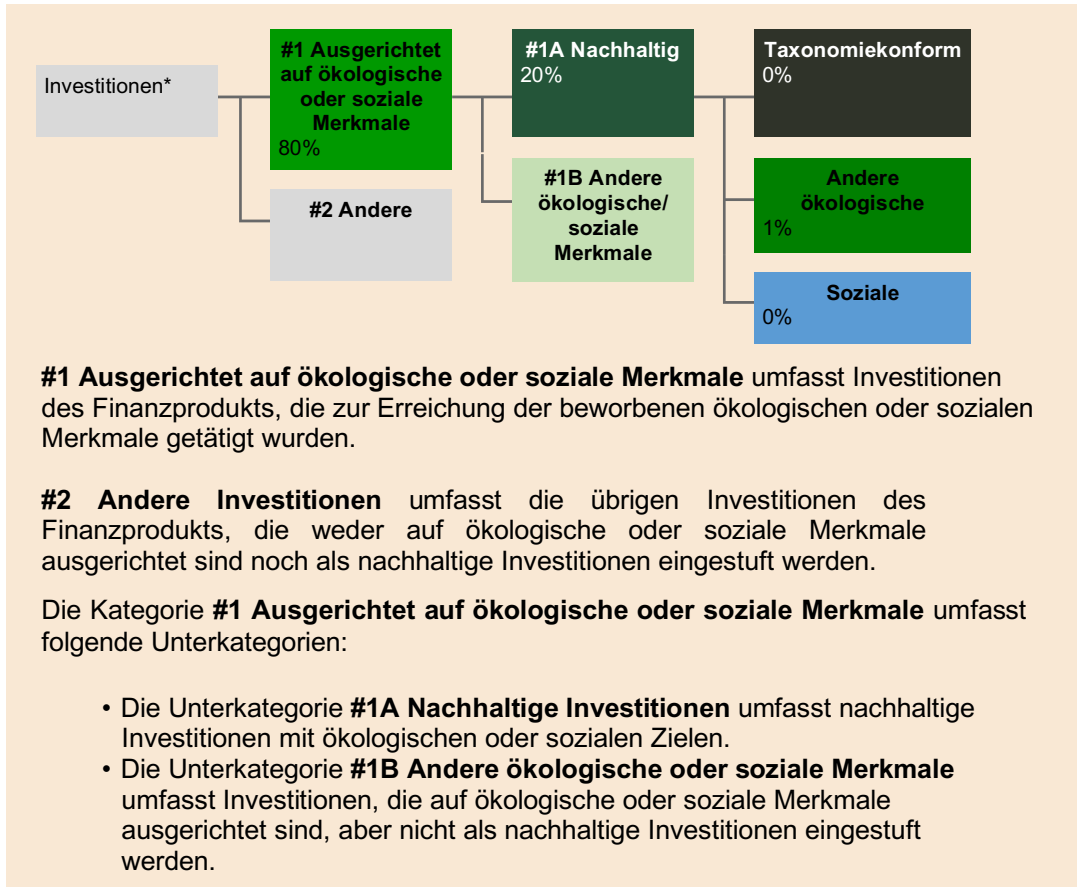 Investitionen*
#1 Ausgerichtet
auf ökologische
oder soziale
Merkmale
80%
#2 Andere
#1A Nachhaltig
20%
#1B Andere
ökologische/
soziale
Merkmale
Taxonomiekonform
0%
Andere
ökologische
1%
Soziale
0%
#1 Ausgerichtet auf ökologische oder soziale Merkmale umfasst Investitionen
des Finanzprodukts, die zur Erreichung der beworbenen ökologischen oder sozialen
Merkmale getätigt wurden.
#2 Andere Investitionen umfasst die übrigen Investitionen des
Finanzprodukts, die weder auf ökologische oder soziale Merkmale
ausgerichtet sind noch als nachhaltige Investitionen eingestuft werden.
Die Kategorie #1 Ausgerichtet auf ökologische oder soziale Merkmale umfasst
folgende Unterkategorien:
• Die Unterkategorie #1A Nachhaltige Investitionen umfasst nachhaltige
Investitionen mit ökologischen oder sozialen Zielen.
• Die Unterkategorie #1B Andere ökologische oder soziale Merkmale
umfasst Investitionen, die auf ökologische oder soziale Merkmale
ausgerichtet sind, aber nicht als nachhaltige Investitionen eingestuft
werden.